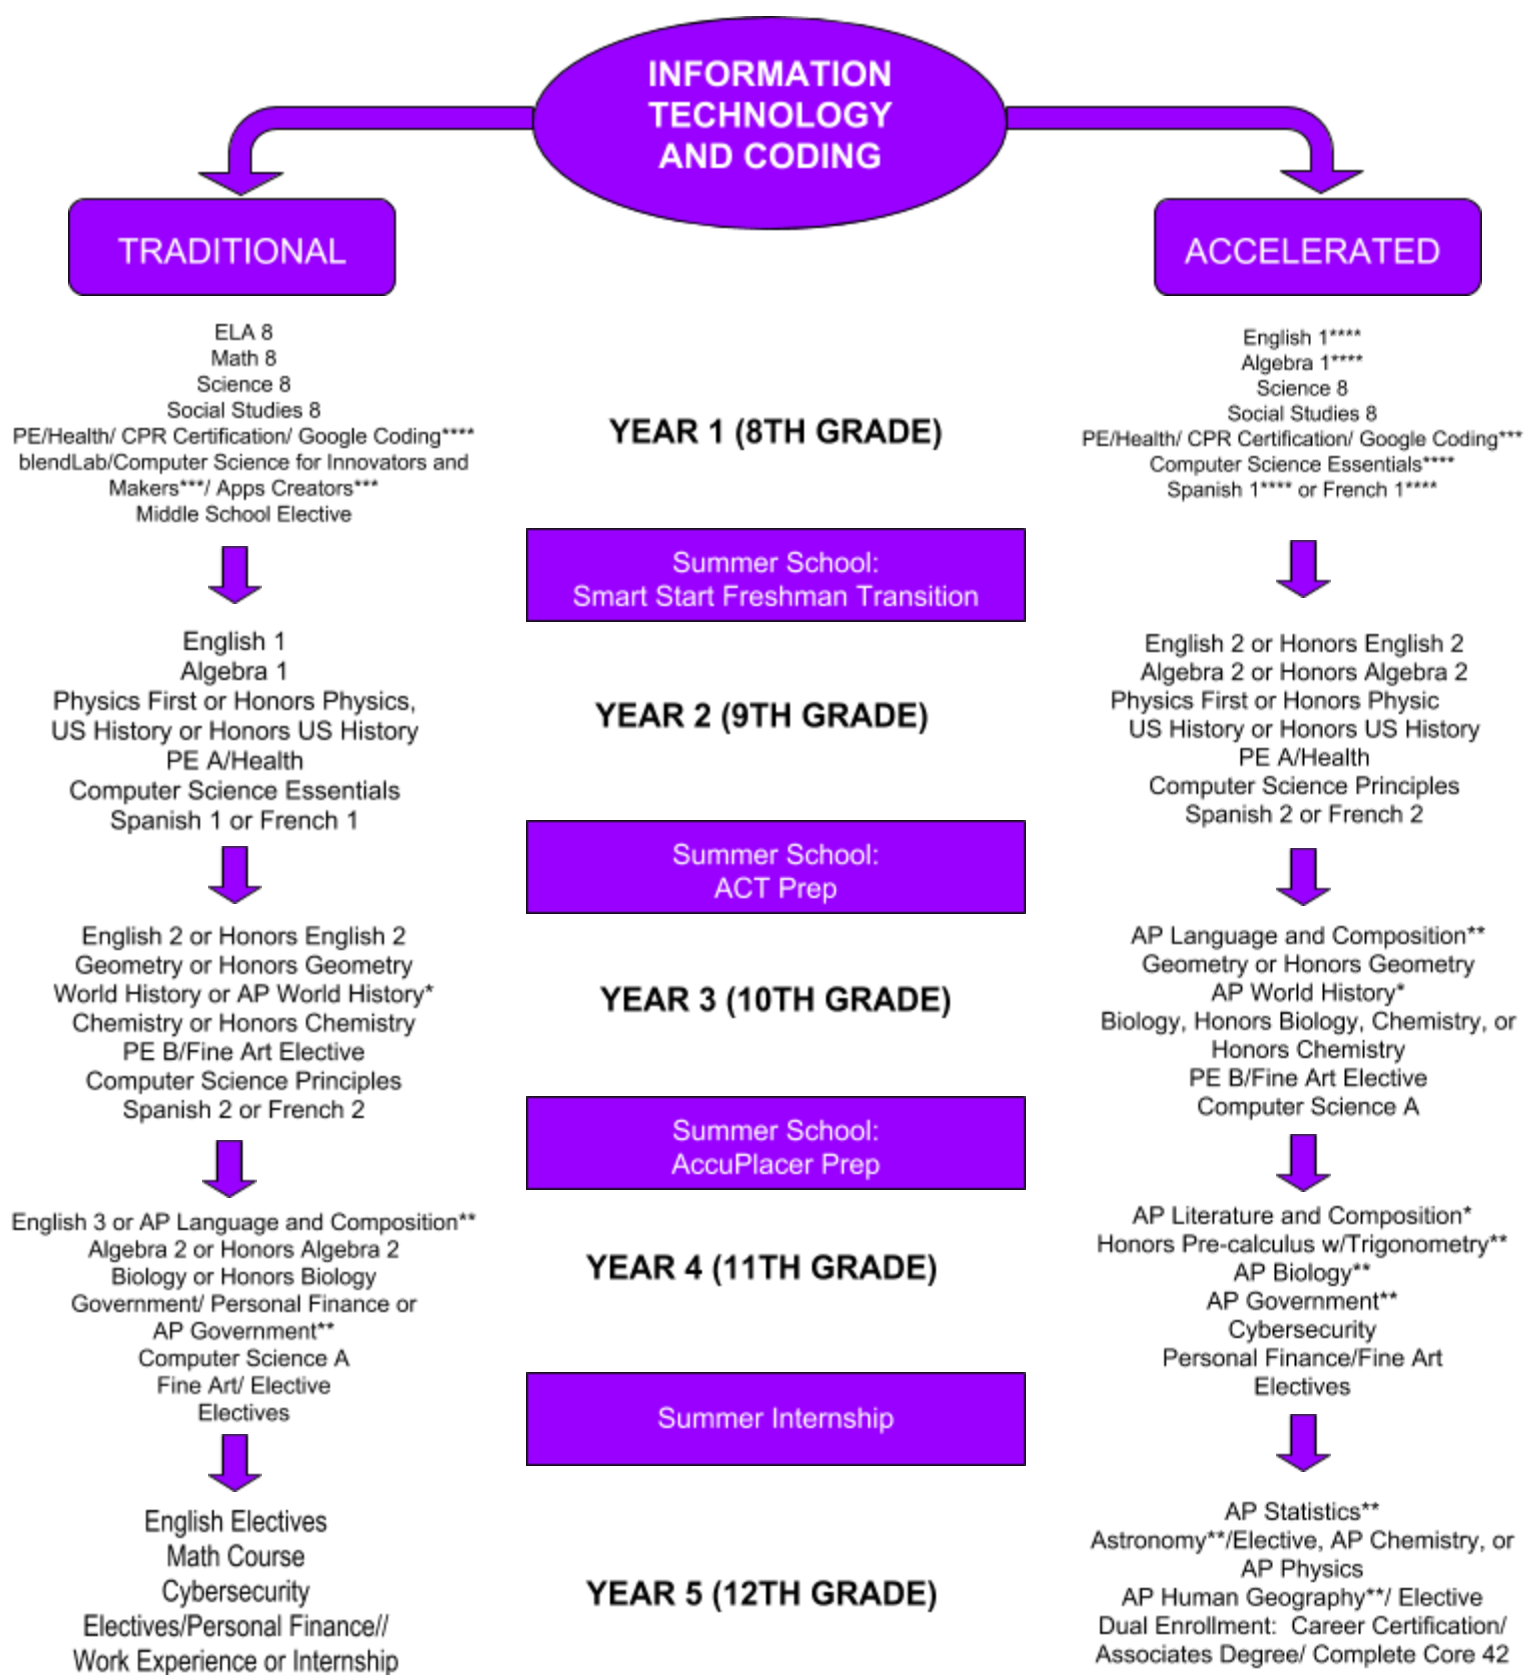 INFORMATION
TECHNOLOGY
AND CODING
TRADITIONAL
ACCELERATED
ELA 8
Math 8
Science 8
Social Studies 8
PE/Health/ CPR Certification/ Google Coding****
blendLab/Computer Science for Innovators and
Makers***/ Apps Creators***
Middle School Elective
YEAR 1 (8TH GRADE)
English 1****
Algebra 1****
Science 8
Social Studies 8
PE/Health/ CPR Certification/ Google Coding***
Computer Science Essentials****
Spanish 1**** or French 1****
Summer School:
Smart Start Freshman Transition
English 1
Algebra 1
Physics First or Honors Physics,
US History or Honors US History
PE A/Health
Computer Science Essentials
Spanish 1 or French 1
YEAR 2 (9TH GRADE)
English 2 or Honors English 2
Algebra 2 or Honors Algebra 2
Physics First or Honors Physic
US History or Honors US History
PE A/Health
Computer Science Principles
Spanish 2 or French 2
Summer School:
ACT Prep
English 2 or Honors English 2
Geometry or Honors Geometry
World History or AP World History*
Chemistry or Honors Chemistry
PE B/Fine Art Elective
Computer Science Principles
Spanish 2 or French 2
YEAR 3 (10TH GRADE)
AP Language and Composition**
Geometry or Honors Geometry
AP World History*
Biology, Honors Biology, Chemistry, or
Honors Chemistry
PE B/Fine Art Elective
Computer Science A
Summer School:
AccuPlacer Prep
English 3 or AP Language and Composition**
Algebra 2 or Honors Algebra 2
Biology or Honors Biology
Government/ Personal Finance or
AP Government**
Computer Science A
Fine Art/ Elective
Electives
YEAR 4 (11TH GRADE)
AP Literature and Composition*
Honors Pre-calculus w/Trigonometry**
AP Biology**
AP Government**
Cybersecurity
Personal Finance/Fine Art
Electives
Summer Internship
English Electives
Math Course
Cybersecurity
Electives/Personal Finance//
Work Experience or Internship
YEAR 5 (12TH GRADE)
AP Statistics**
Astronomy**/Elective, AP Chemistry, or
AP Physics
AP Human Geography**/ Elective
Dual Enrollment: Career Certification/
Associates Degree/ Complete Core 42